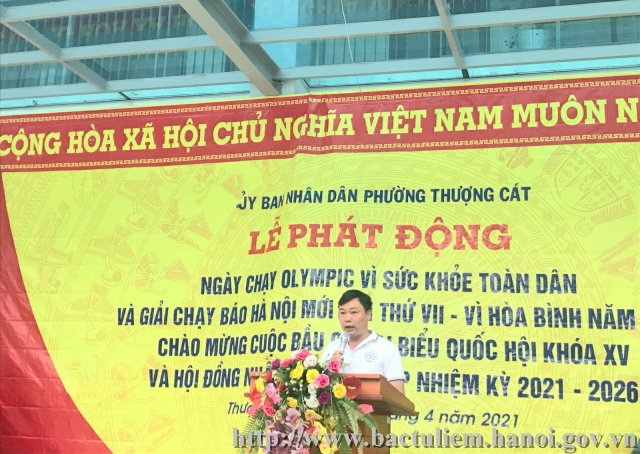 CỘNG HÒA XÃ HỘI CHỦ NGHĨA VIỆT NAM MUÔN N
ỦY BAN NHÂN DÂN PHƯỜNG THƯỢNG CÁT
LỄ PHÁT ĐỘNG
NGÀY CHẠY OLYMPIC VÌ SỨC KHỎE TOÀN DÂN
VÀ GIẢI CHẠY BÁO HÀ NỘI MỚI THỨ VII - VÌ HÒA BÌNH NĂM
CHÀO MỪNG CUỘC BẦU BIỂU QUỐC HỘI KHÓA XV
VÀ HỘI ĐỒNG NHIỆM KỲ 2021 - 2026
4 năm 2021
http://www.bactuliem.hanoi.gov.vn